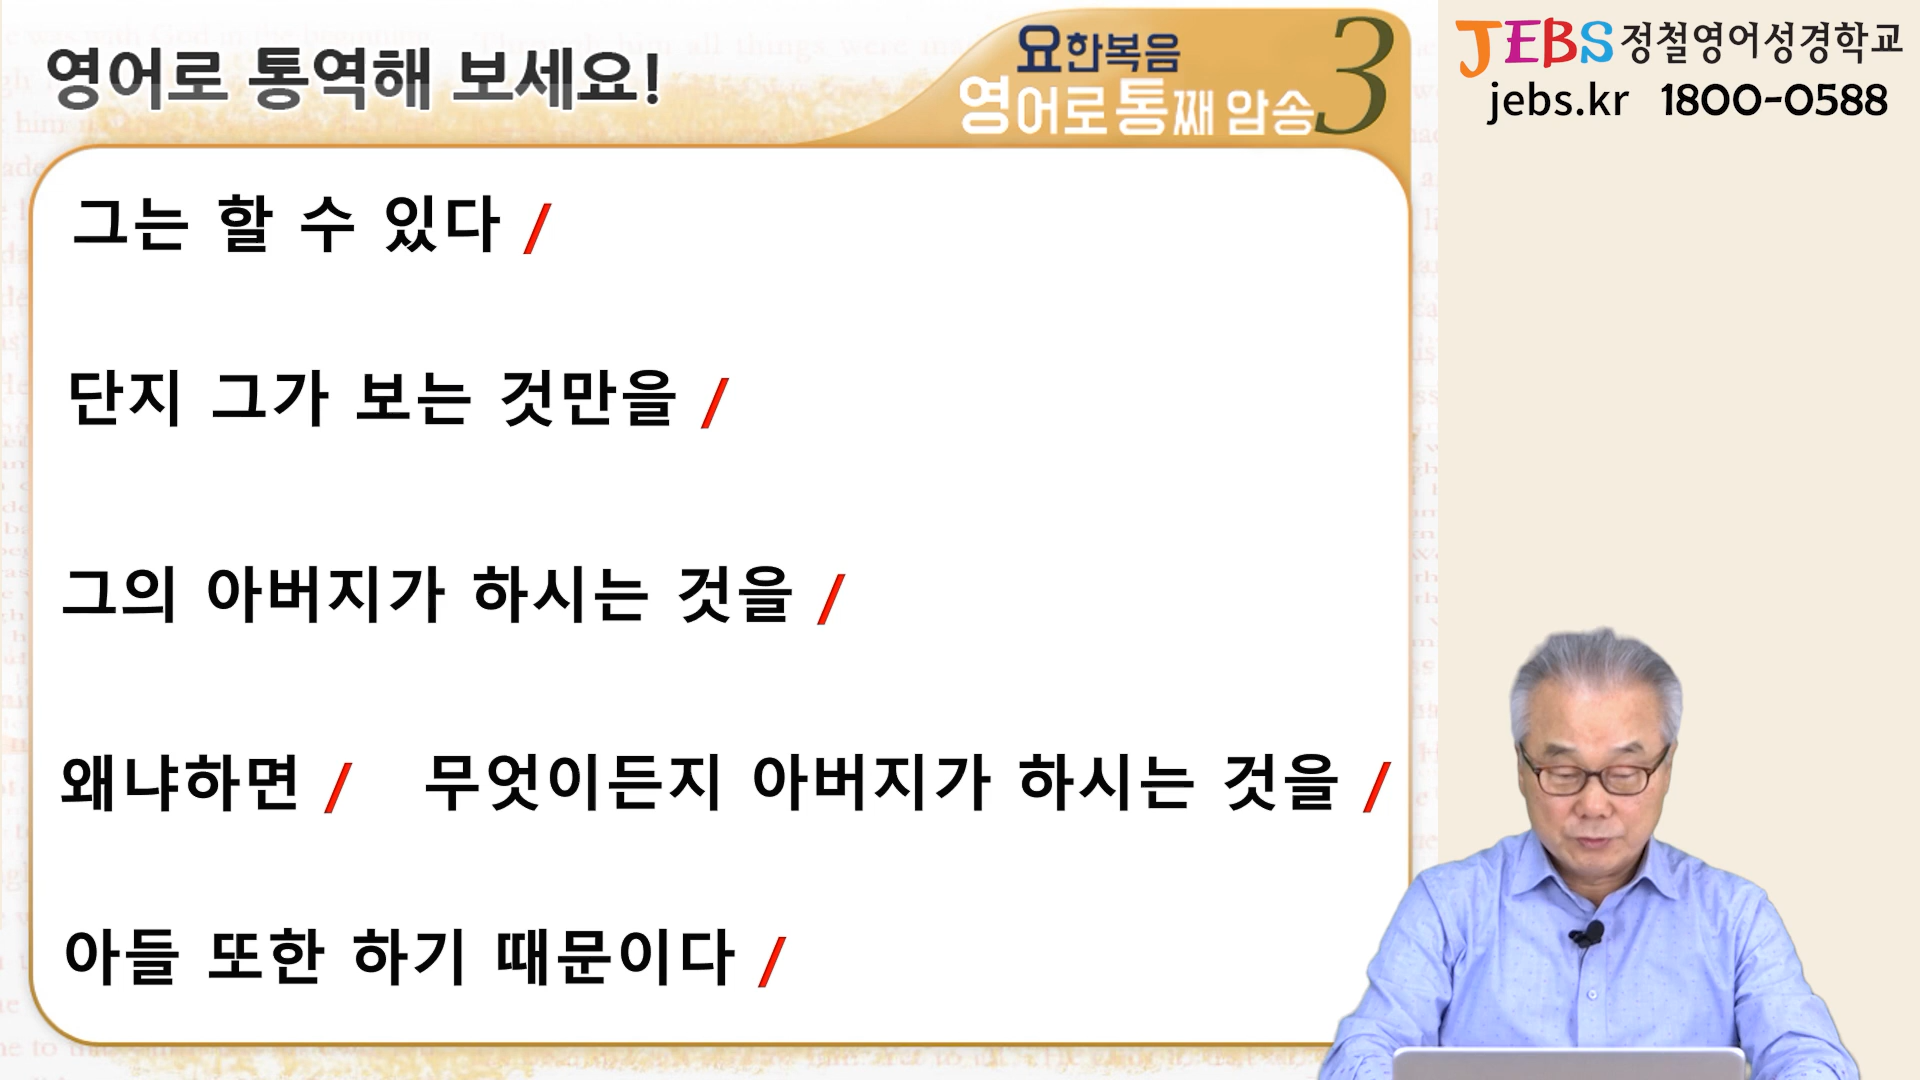 영어로 통역해 보세요!
요한복음
영어로통째 암송 3
JEBS 정철영어성경학교
jebs.kr 1800-0588
그는 할 수 있다 /
단지 그가 보는 것만을 /
그의 아버지가 하시는 것을 /
왜냐하면 / 무엇이든지 아버지가 하시는 것을 /
아들 또한 하기 때문이다 /